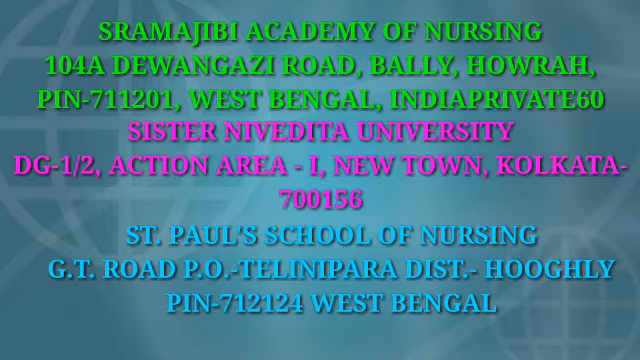 SRAMAJIBI ACADEMY OF NURSING
104A DEWANGAZI ROAD, BALLY, HOWRAH,
PIN-711201, WEST BENGAL, INDIAPRIVATE60
SISTER NIVEDITA UNIVERSITY
DG-1/2, ACTION AREA - I, NEW TOWN, KOLKATA-
700156
ST. PAUL'S SCHOOL OF NURSING
G.T. ROAD P.O.-TELINIPARA DIST.- HOOGHLY
PIN-712124 WEST BENGAL